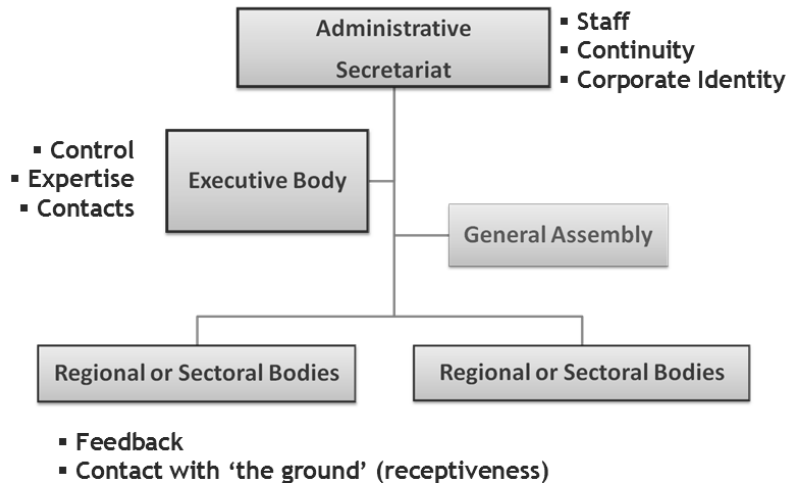 Administrative
Secretariat
▪ Staff
▪ Continuity
▪ Corporate Identity
▪ Control
▪ Expertise
▪ Contacts
Executive Body
General Assembly
Regional or Sectoral Bodies
Regional or Sectoral Bodies
▪ Feedback
▪ Contact with ‘the ground’ (receptiveness)